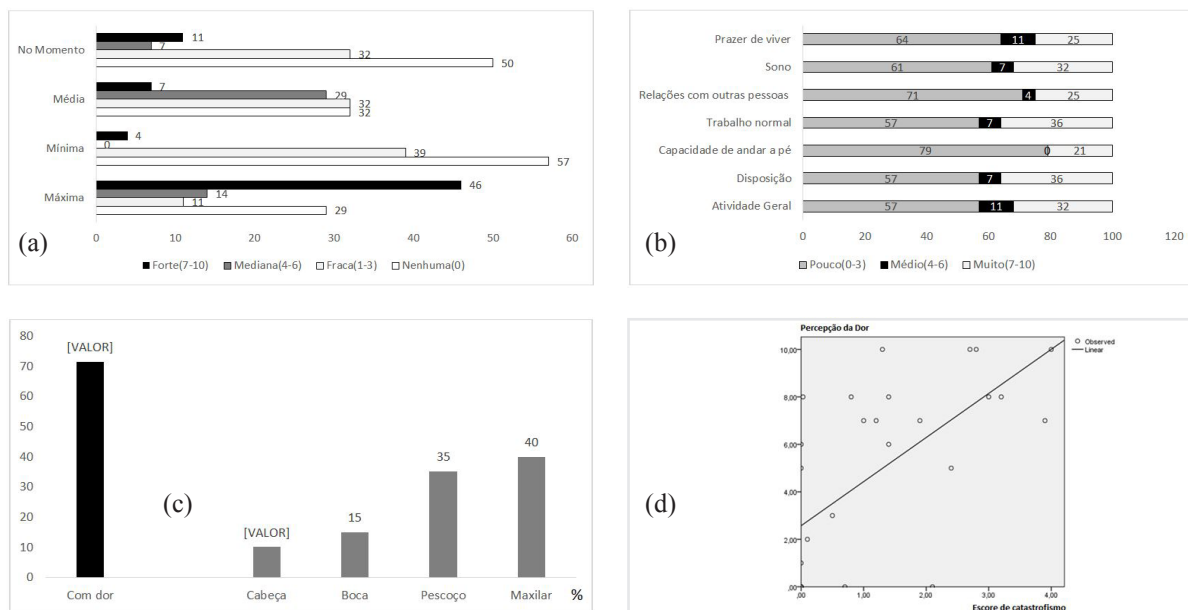 No Momento
11
7
32
50
Média
7
29
32
32
Mínima
4
0
39
57
Máxima
46
14
11
29
(a)
0 10 20 30 40 50 60
Forte(7-10) Mediana(4-6) Fraca(1-3) Nenhuma(0)
(b)
Prazer de viver 64 11 25
Sono 61 7 32
Relações com outras pessoas 71 4 25
Trabalho normal 57 7 36
Capacidade de andar a pé 79 0 21
Disposição 57 7 36
Atividade Geral 57 11 32
0 20 40 60 80 100 120
Pouco(0-3) Médio(4-6) Muito(7-10)
80
70
60
50
40
30
20
10
0
[VALOR]
(c)
[VALOR]
15
35
40
Com dor Cabeça Boca Pescoço Maxilar %
(d)
Percepção da Dor
Observed
Linear
10,00
8,00
6,00
4,00
2,00
,00
,00 1,00 2,00 3,00 4,00
Escore de catastrofismo